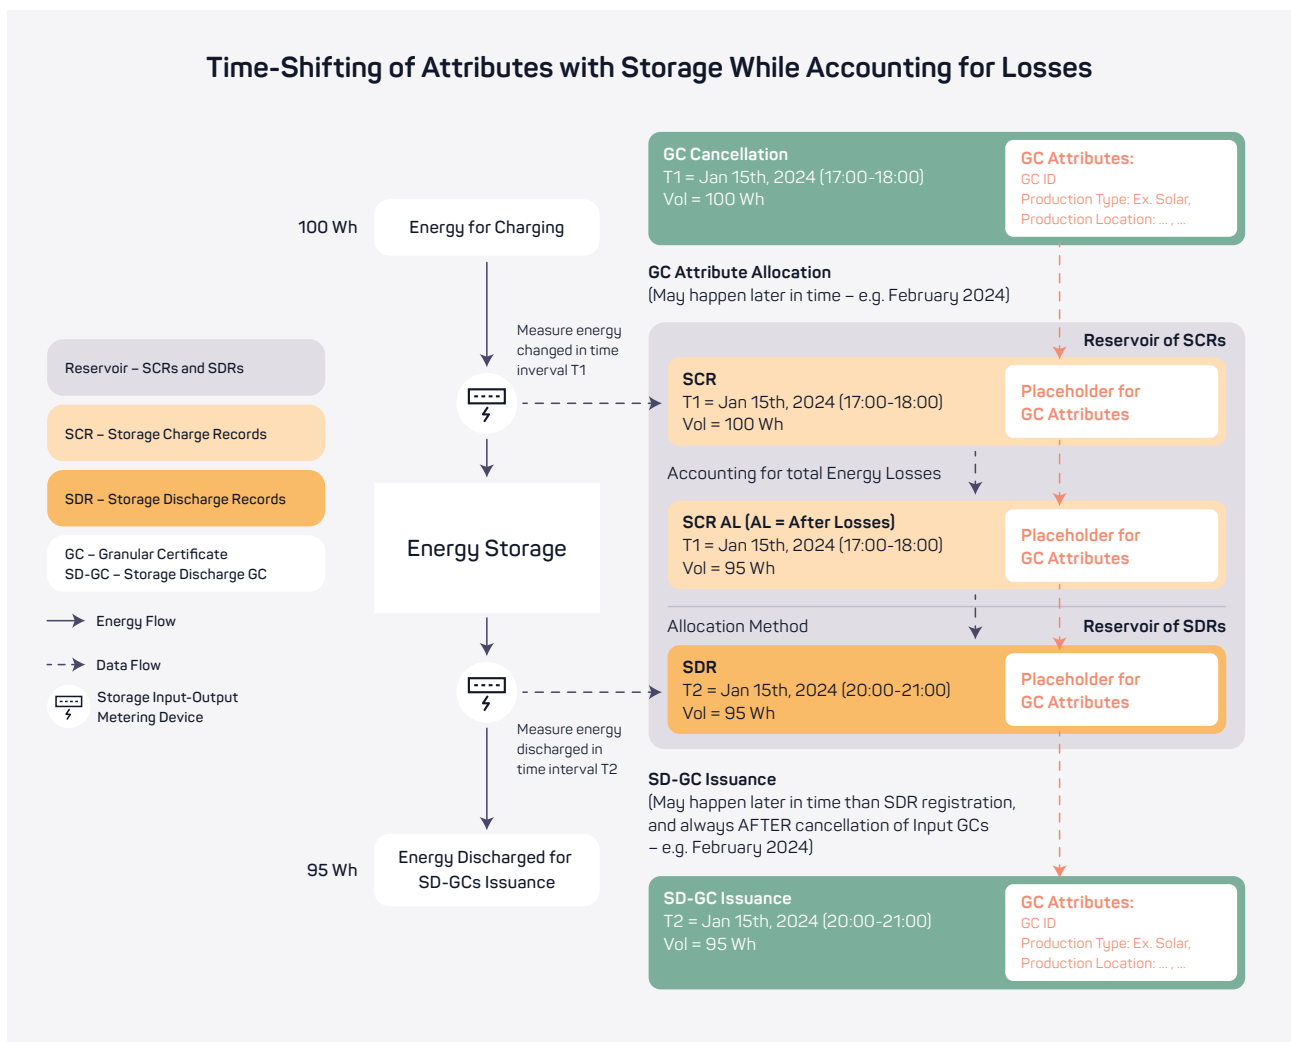 Time-Shifting of Attributes with Storage While Accounting for Losses
100 Wh
Energy for Charging
Measure energy
changed in time
inverval T1
Energy Storage
Measure energy
discharged in
time interval T2
95 Wh
Energy Discharged for
SD-GCs Issuance
Reservoir – SCRs and SDRs
SCR – Storage Charge Records
SDR – Storage Discharge Records
GC – Granular Certificate
SD-GC – Storage Discharge GC
Energy Flow
Data Flow
Storage Input-Output
Metering Device
GC Cancellation
T1 = Jan 15th, 2024 (17:00-18:00)
Vol = 100 Wh
GC Attributes:
GC ID
Production Type: Ex. Solar,
Production Location: ... , ...
GC Attribute Allocation
(May happen later in time – e.g. February 2024)
Reservoir of SCRs
SCR
T1 = Jan 15th, 2024 (17:00-18:00)
Vol = 100 Wh
Placeholder for
GC Attributes
Accounting for total Energy Losses
SCR AL (AL = After Losses)
T1 = Jan 15th, 2024 (17:00-18:00)
Vol = 95 Wh
Placeholder for
GC Attributes
Allocation Method
Reservoir of SDRs
SDR
T2 = Jan 15th, 2024 (20:00-21:00)
Vol = 95 Wh
Placeholder for
GC Attributes
SD-GC Issuance
(May happen later in time than SDR registration,
and always AFTER cancellation of Input GCs
– e.g. February 2024)
SD-GC Issuance
T2 = Jan 15th, 2024 (20:00-21:00)
Vol = 95 Wh
GC Attributes:
GC ID
Production Type: Ex. Solar,
Production Location: ... , ...